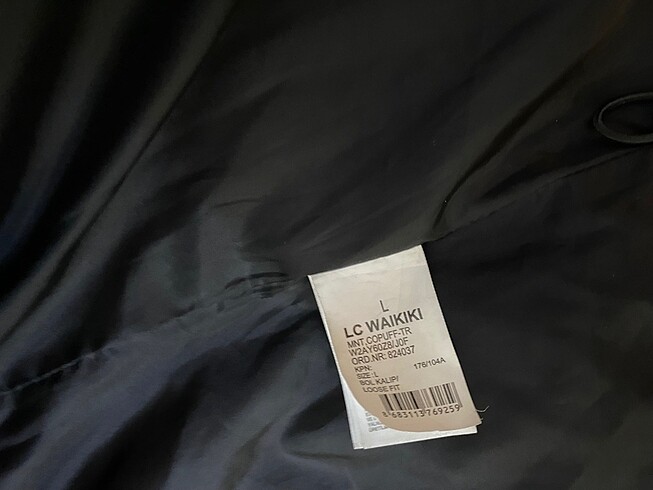 L
LC WAIKIKI
MNT.COPUFF-TR
W2AY60Z8/J0F
ORD.NR: 824037
KPN: 176/104A
SIZE: L
BOL KALIP/
LOOSE FIT
8683113769259